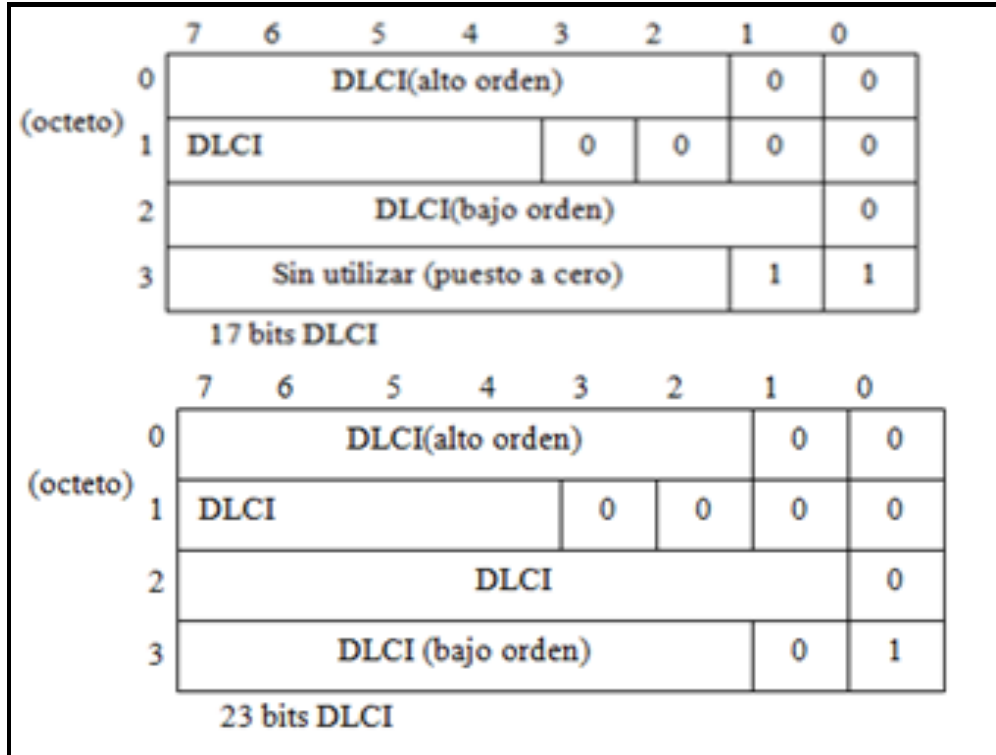 7 6 5 4 3 2 1 0
0 DLCI(alto orden) 0 0
(octeto)
1 DLCI 0 0 0 0
2 DLCI(bajo orden) 0
3 Sin utilizar (puesto a cero) 1 1
17 bits DLCI
7 6 5 4 3 2 1 0
0 DLCI(alto orden) 0 0
(octeto)
1 DLCI 0 0 0 0
2 DLCI 0
3 DLCI (bajo orden) 0 1
23 bits DLCI